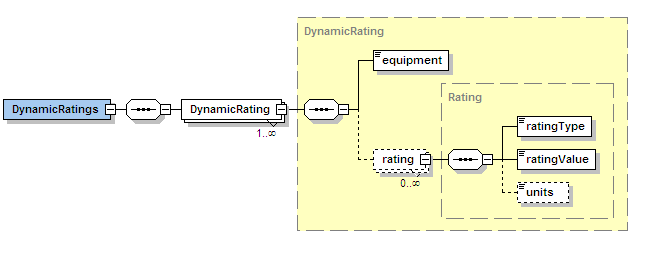 DynamicRating
equipment
Rating
DynamicRatings
DynamicRating
1..∞
ratingType
rating
ratingValue
0..∞
units